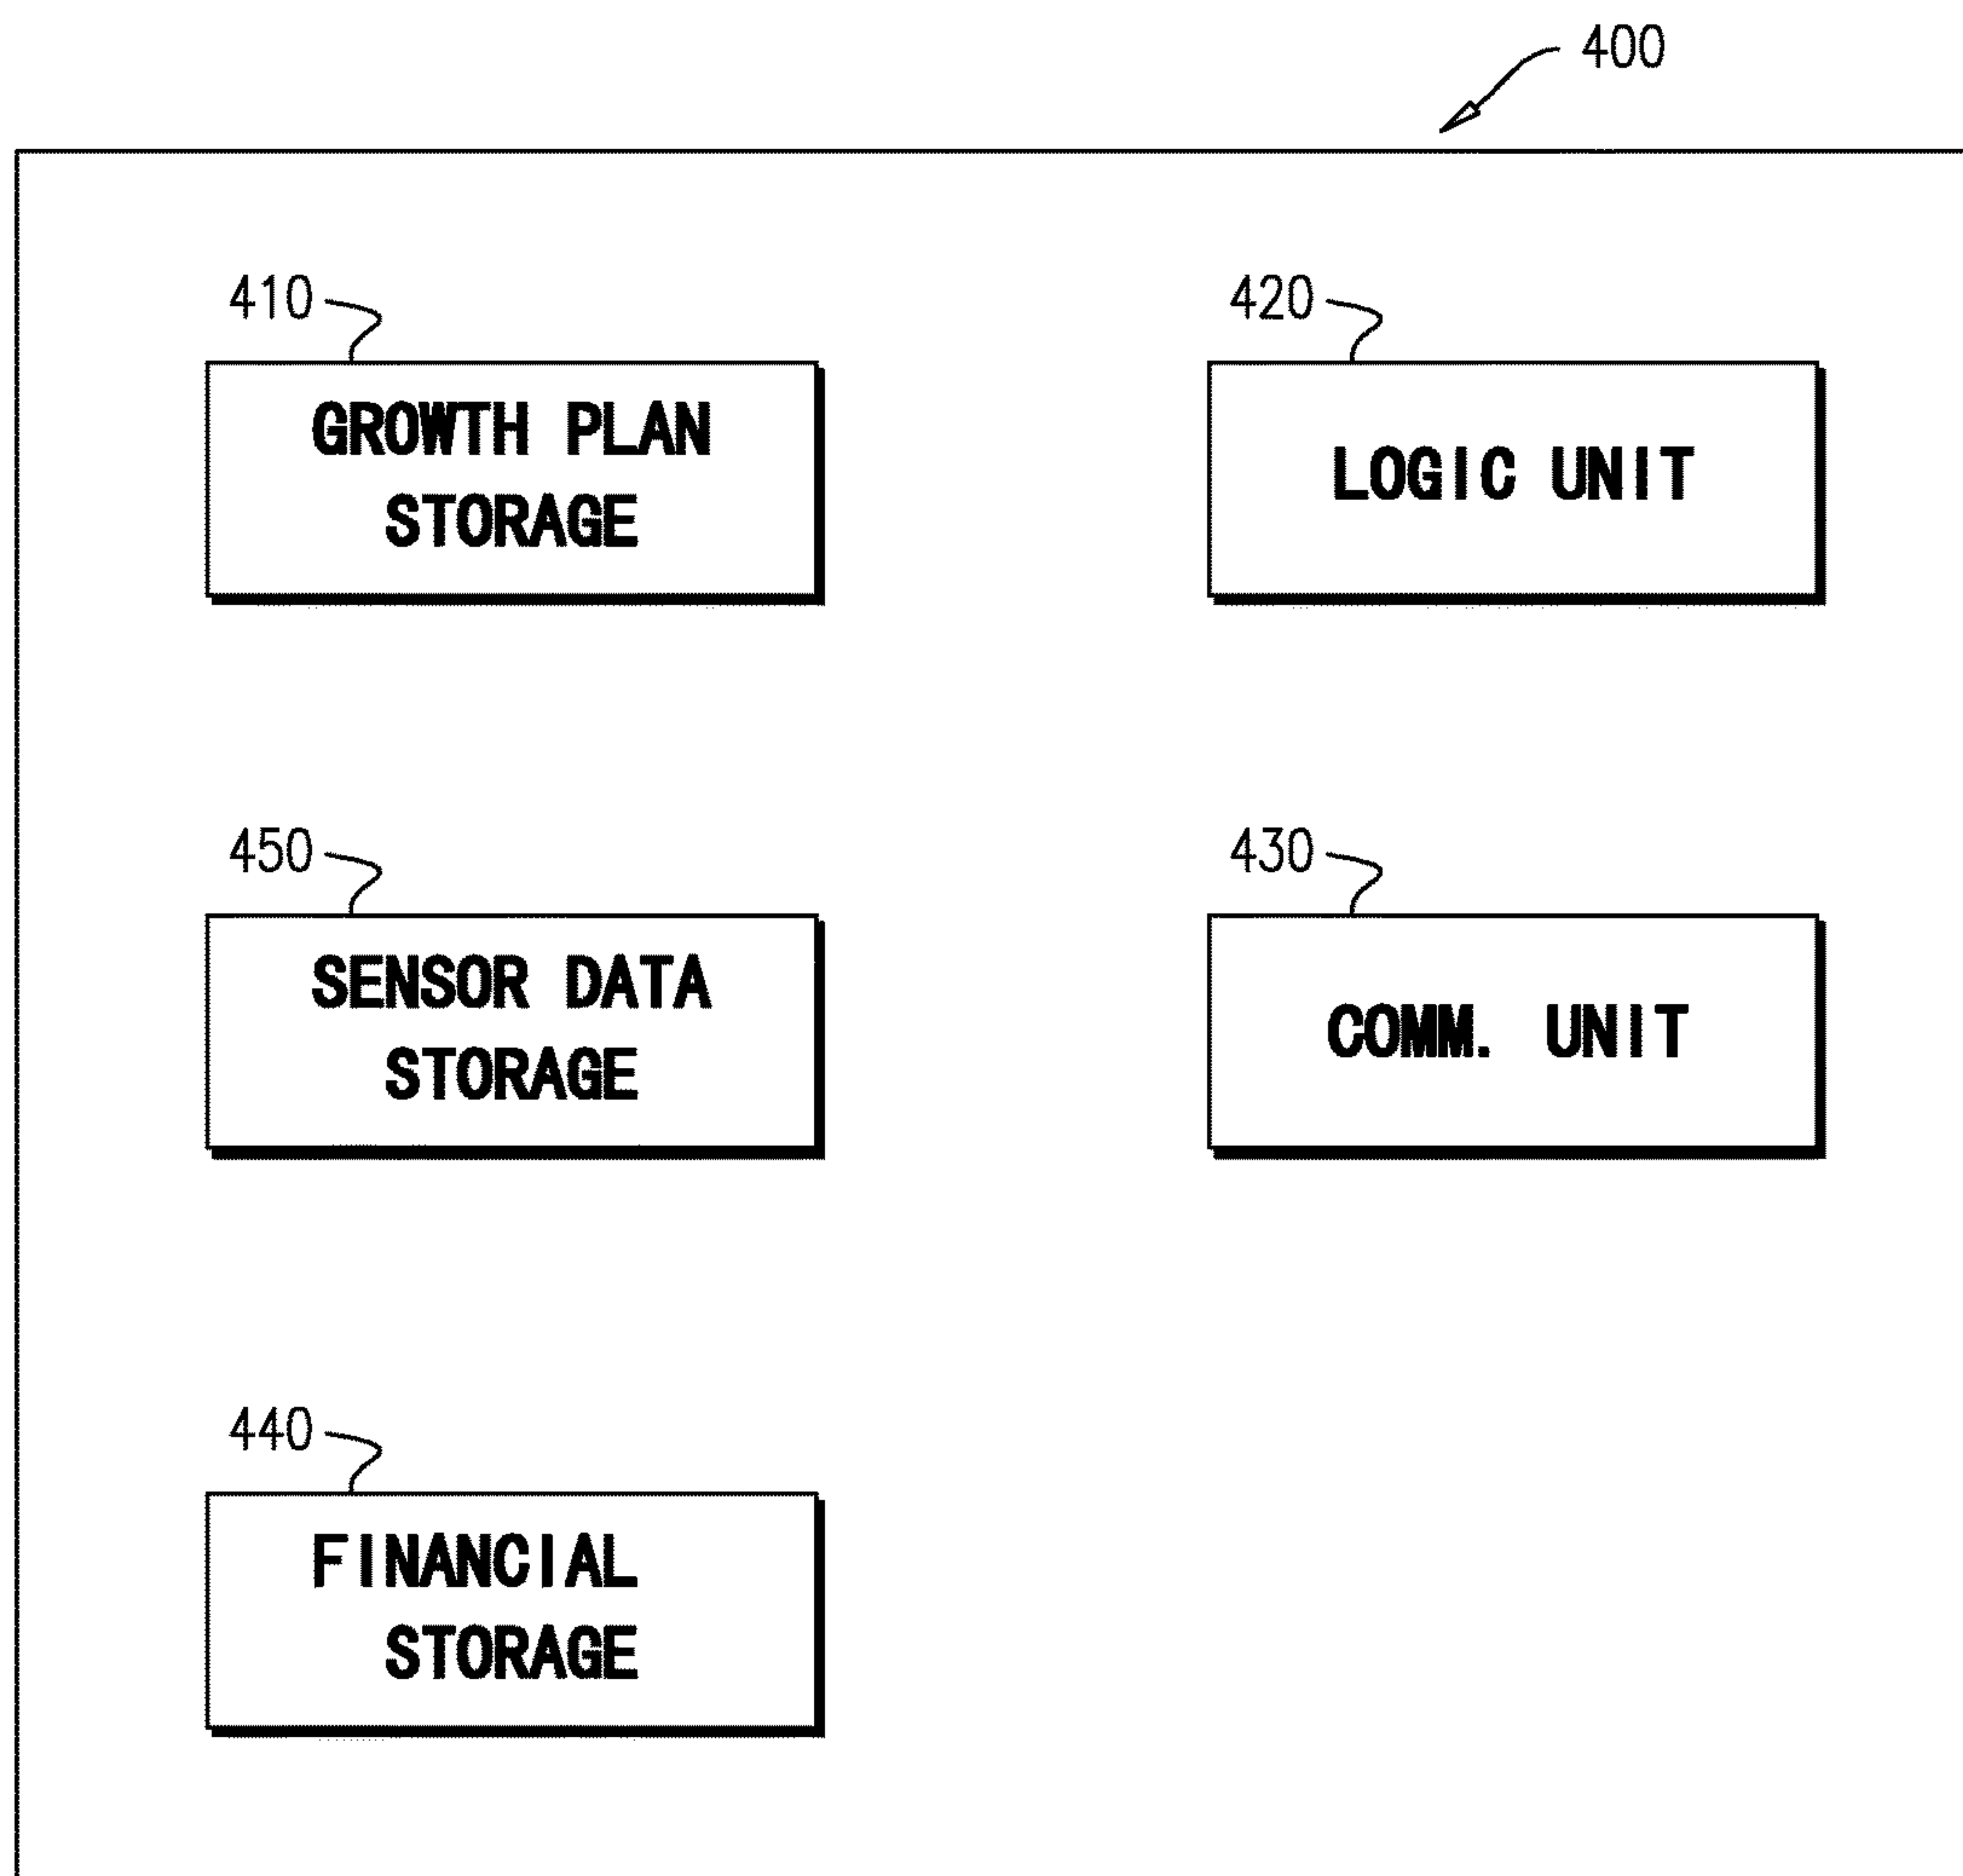 400
410
GROWTH PLAN
STORAGE
420
LOGIC UNIT
450
SENSOR DATA
STORAGE
430
COMM. UNIT
440
FINANCIAL
STORAGE